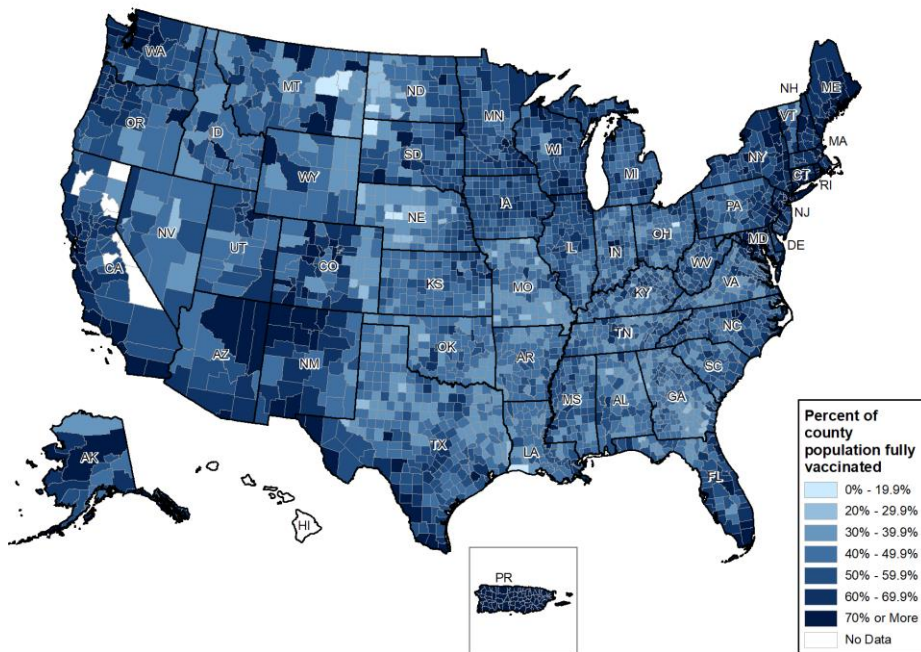 WA
MT
ND
MN
NH
ME
VT
OR
ID
WY
SD
WI
MI
NY
MA
CT
RI
NV
UT
CO
NE
IA
IL
IN
OH
PA
NJ
MD
DE
CA
KS
MO
KY
WV
VA
AZ
NM
OK
AR
TN
NC
SC
TX
LA
MS
AL
GA
FL
AK
HI
PR
Percent of
county
population fully
vaccinated
0% - 19.9%
20% - 29.9%
30% - 39.9%
40% - 49.9%
50% - 59.9%
60% - 69.9%
70% or More
No Data